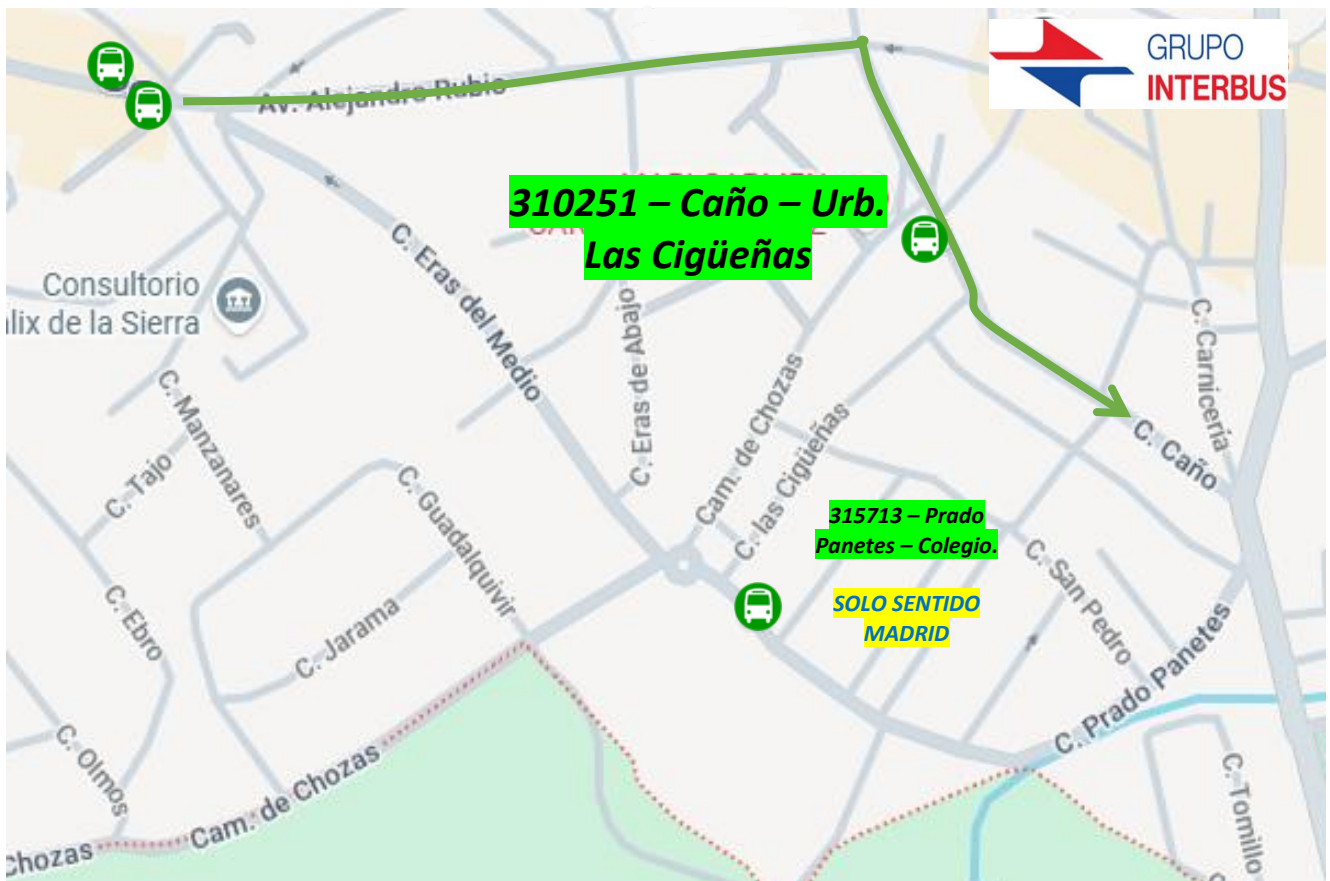 GRUPO
INTERBUS
Av. Alejandro Rubio
310251 – Caño – Urb.
Las Cigüeñas
C. Eras del Medio
Consultorio
lix de la Sierra
C. Eras de Abajo
C. Carnicería
C. Manzanares
Cam. de Chozas
C. las Cigüeñas
C. Caño
C. Tajo
C. Guadalquivir
315713 – Prado
Panetes – Colegio.
C. San Pedro
SOLO SENTIDO
MADRID
C. Ebro
C. Jarama
C. Prado Panetes
C. Olmos
Cam. de Chozas
C. Tomillo
Chozas